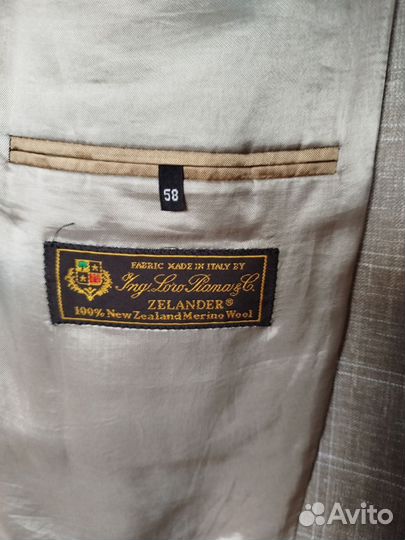 58
FABRIC MADE IN ITALY BY
Ing. Loro Piana & C.
ZELANDER®
100% New Zealand Merino Wool
Avito